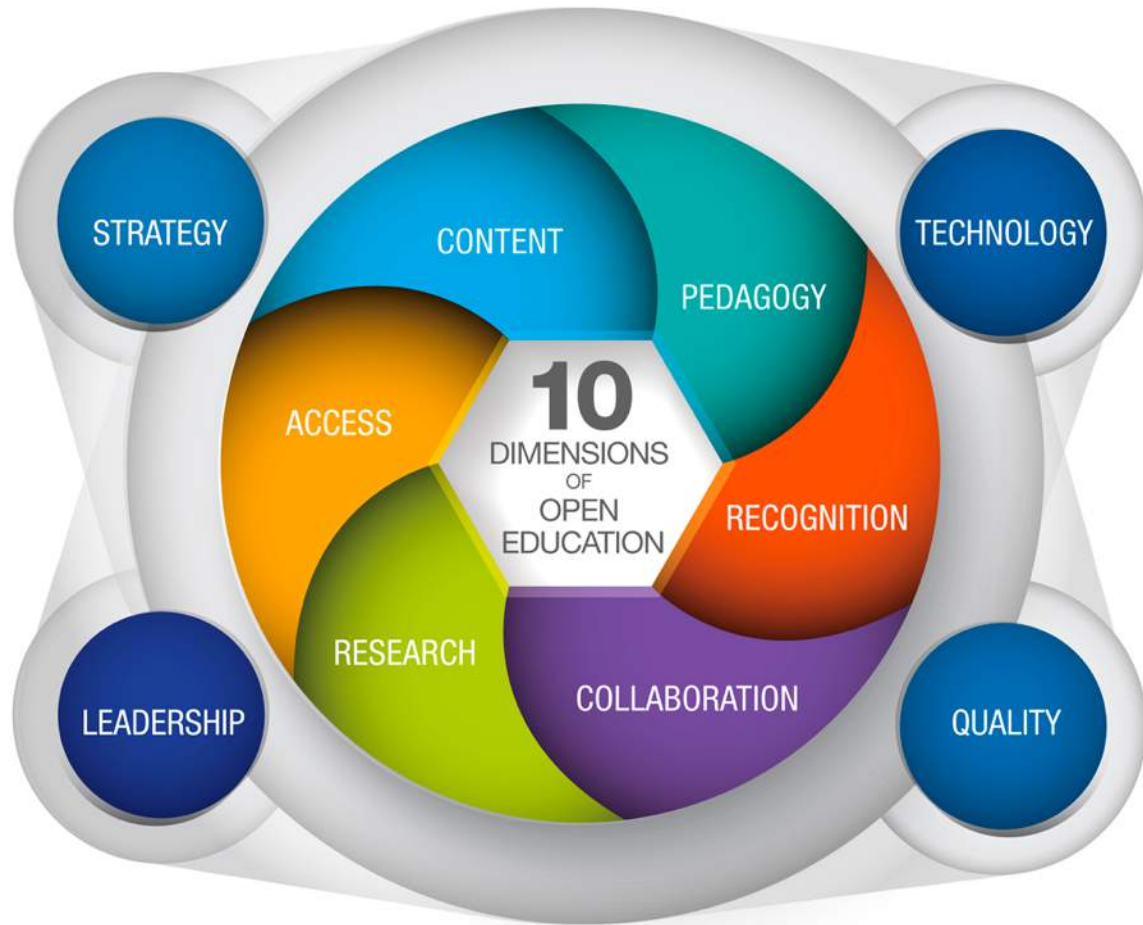 STRATEGY
TECHNOLOGY
CONTENT
PEDAGOGY
ACCESS
10
DIMENSIONS
OF
OPEN
EDUCATION
RECOGNITION
RESEARCH
COLLABORATION
LEADERSHIP
QUALITY